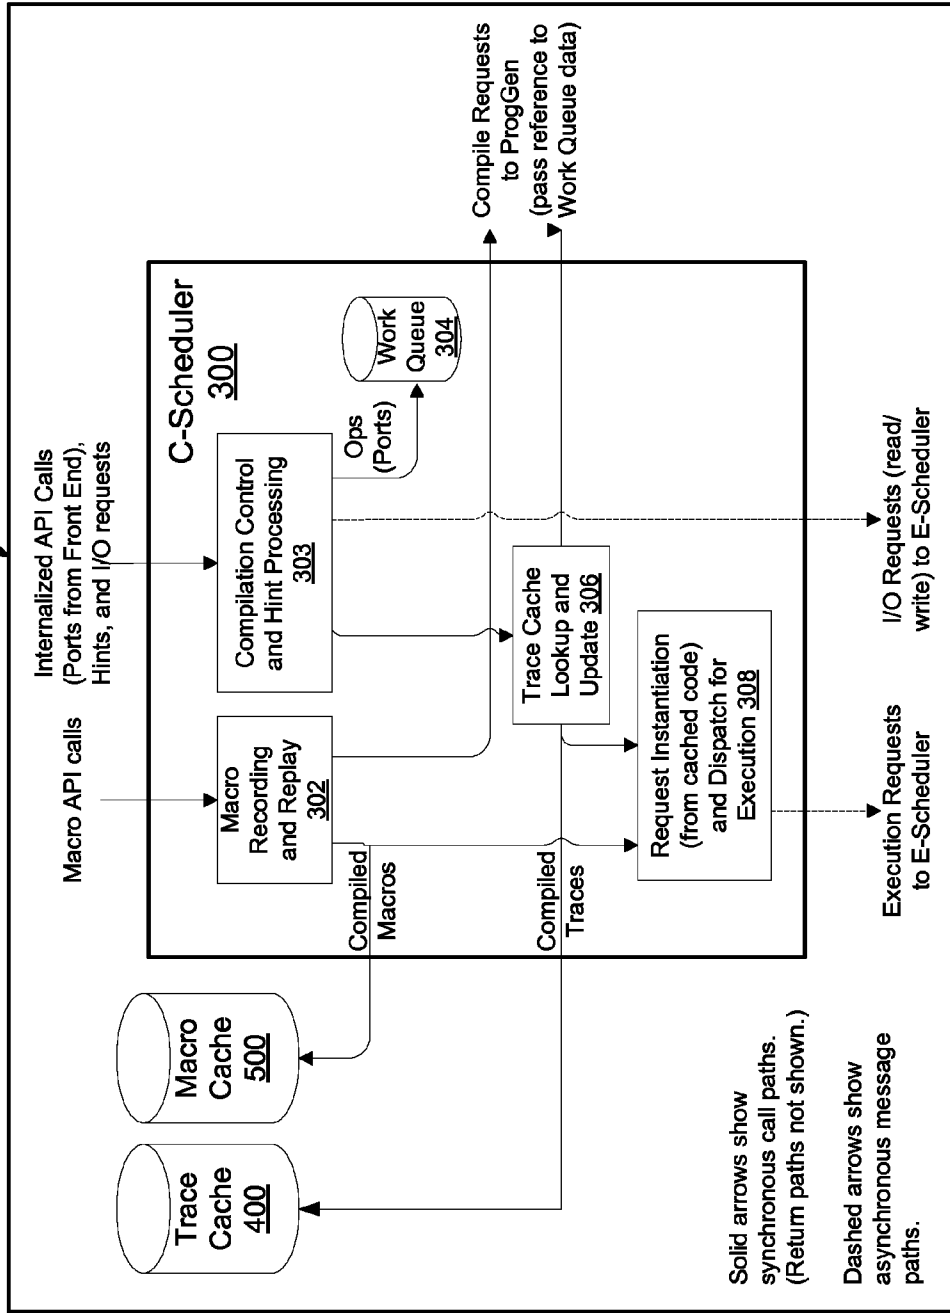 Macro API calls
Internalized API Calls
(Ports from Front End),
Hints, and I/O requests
C-Scheduler
300
Trace
Cache
400
Macro
Cache
500
Macro
Recording
and Replay
302
Compilation Control
and Hint Processing
303
Ops
(Ports)
Work
Queue
304
Compiled
Macros
Compiled
Traces
Trace Cache
Lookup and
Update 306
Request Instantiation
(from cached code)
and Dispatch for
Execution 308
Compile Requests
to ProgGen
(pass reference to
Work Queue data)
Execution Requests
to E-Scheduler
I/O Requests (read/
write) to E-Scheduler
Solid arrows show
synchronous call paths.
(Return paths not shown.)
Dashed arrows show
asynchronous message
paths.